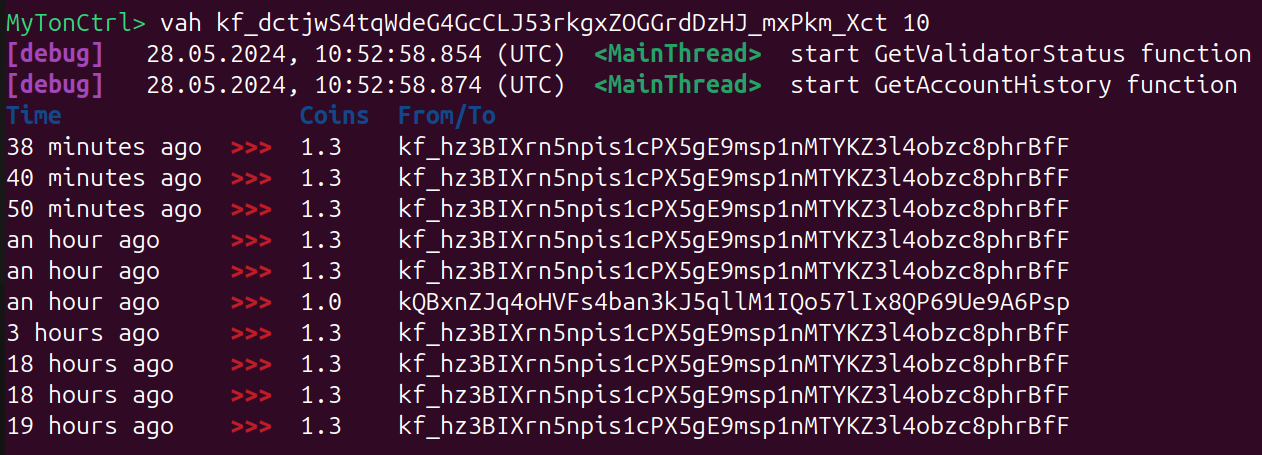 MyTonCtrl> vah kf_dctjwS4tqWdeG4GcCLJ53rkgxZOGGrdDzHJ_mxPkm_Xct 10
[debug] 28.05.2024, 10:52:58.854 (UTC) <MainThread> start GetValidatorStatus function
[debug] 28.05.2024, 10:52:58.874 (UTC) <MainThread> start GetAccountHistory function
Time Coins From/To
38 minutes ago >>> 1.3 kf_hz3BIXrn5npis1cPX5gE9msp1nMTYKZ3l4obzc8phrBfF
40 minutes ago >>> 1.3 kf_hz3BIXrn5npis1cPX5gE9msp1nMTYKZ3l4obzc8phrBfF
50 minutes ago >>> 1.3 kf_hz3BIXrn5npis1cPX5gE9msp1nMTYKZ3l4obzc8phrBfF
an hour ago >>> 1.3 kf_hz3BIXrn5npis1cPX5gE9msp1nMTYKZ3l4obzc8phrBfF
an hour ago >>> 1.3 kf_hz3BIXrn5npis1cPX5gE9msp1nMTYKZ3l4obzc8phrBfF
an hour ago >>> 1.0 kQBxnZJq4oHVFs4ban3kJ5qllM1IQo57lIx8QP69Ue9A6Psp
3 hours ago >>> 1.3 kf_hz3BIXrn5npis1cPX5gE9msp1nMTYKZ3l4obzc8phrBfF
18 hours ago >>> 1.3 kf_hz3BIXrn5npis1cPX5gE9msp1nMTYKZ3l4obzc8phrBfF
18 hours ago >>> 1.3 kf_hz3BIXrn5npis1cPX5gE9msp1nMTYKZ3l4obzc8phrBfF
19 hours ago >>> 1.3 kf_hz3BIXrn5npis1cPX5gE9msp1nMTYKZ3l4obzc8phrBfF